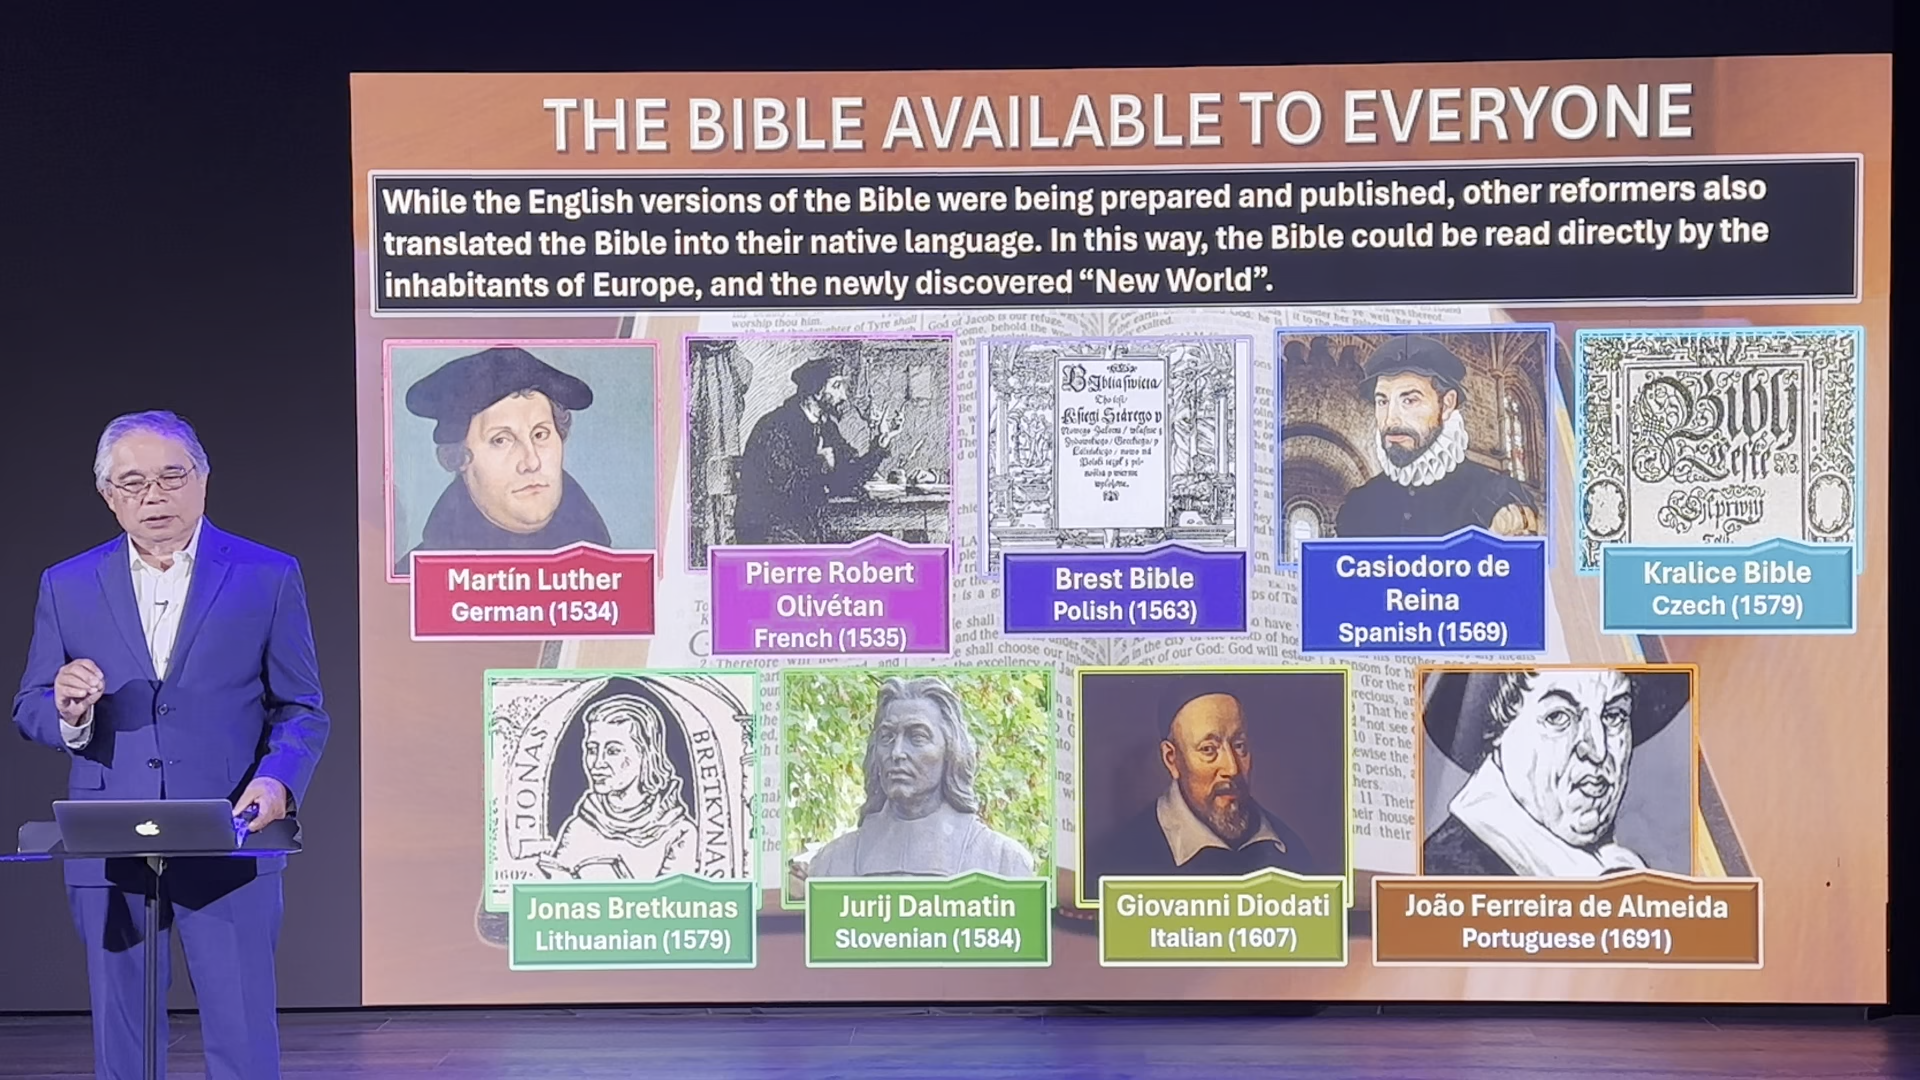 THE BIBLE AVAILABLE TO EVERYONE
While the English versions of the Bible were being prepared and published, other reformers also
translated the Bible into their native language. In this way, the Bible could be read directly by the
inhabitants of Europe, and the newly discovered “New World”.
Martín Luther
German (1534)
Pierre Robert
Olivétan
French (1535)
Brest Bible
Polish (1563)
Casiodoro de
Reina
Spanish (1569)
Kralice Bible
Czech (1579)
JONAS
BRETKVNAS
1602
Jonas Bretkunas
Lithuanian (1579)
Jurij Dalmatin
Slovenian (1584)
Giovanni Diodati
Italian (1607)
João Ferreira de Almeida
Portuguese (1691)